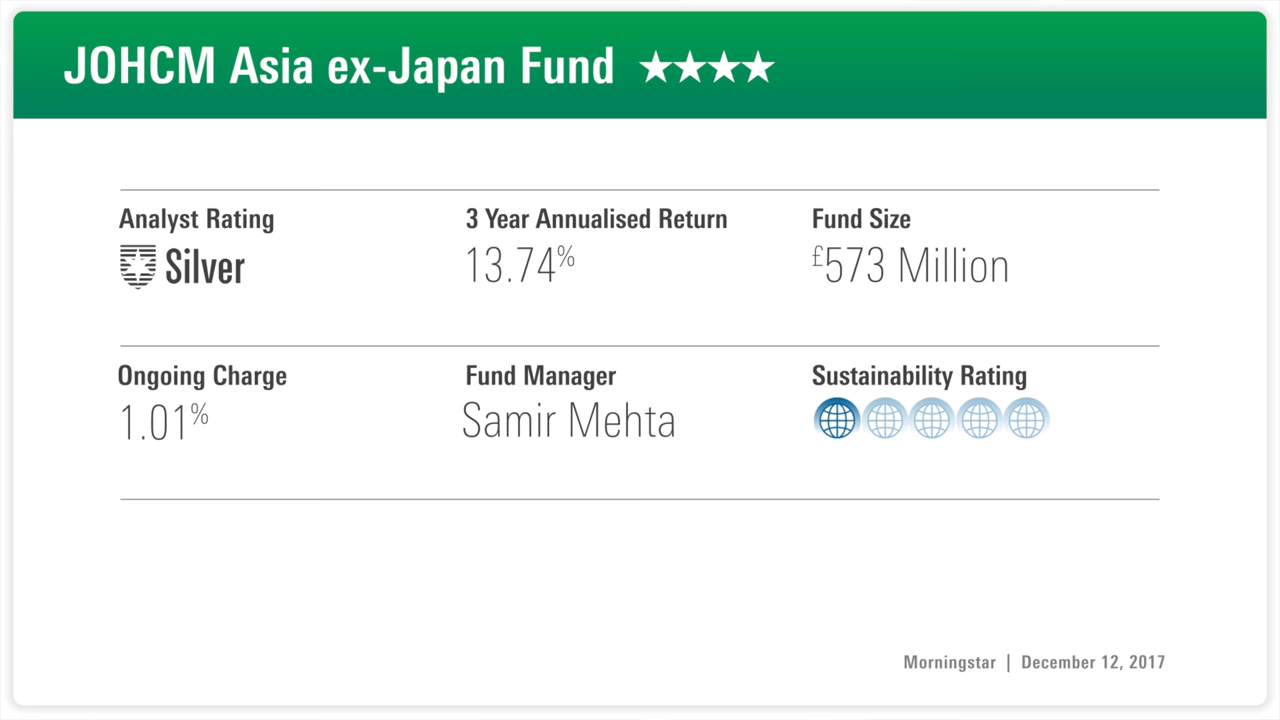 JOHCM Asia ex-Japan Fund ★★★★
Analyst Rating
Silver
3 Year Annualised Return
13.74%
Fund Size
£573 Million
Ongoing Charge
1.01%
Fund Manager
Samir Mehta
Sustainability Rating
Morningstar | December 12, 2017